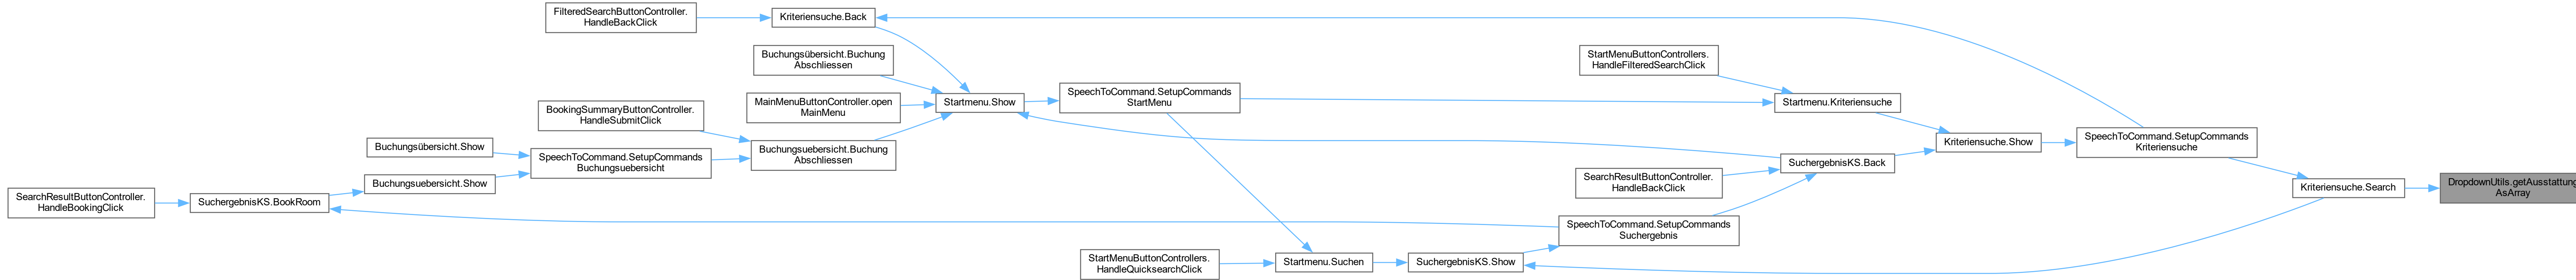 FilteredSearchButtonController.
HandleBackClick
Kriteriensuche.Back
Buchungsübersicht.Buchung
Abschliessen
StartMenuButtonControllers.
HandleFilteredSearchClick
MainMenuButtonController.open
MainMenu
Startmenu.Show
SpeechToCommand.SetupCommands
StartMenu
Startmenu.Kriteriensuche
BookingSummaryButtonController.
HandleSubmitClick
Buchungsübersicht.Show
SpeechToCommand.SetupCommands
Buchungsuebersicht
Buchungsuebersicht.Buchung
Abschliessen
Kriteriensuche.Show
SpeechToCommand.SetupCommands
Kriteriensuche
SuchergebnisKS.Back
SearchResultButtonController.
HandleBackClick
Buchungsuebersicht.Show
Kriteriensuche.Search
DropdownUtils.getAusstattung
AsArray
SearchResultButtonController.
HandleBookingClick
SuchergebnisKS.BookRoom
SpeechToCommand.SetupCommands
Suchergebnis
StartMenuButtonControllers.
HandleQuicksearchClick
Startmenu.Suchen
SuchergebnisKS.Show